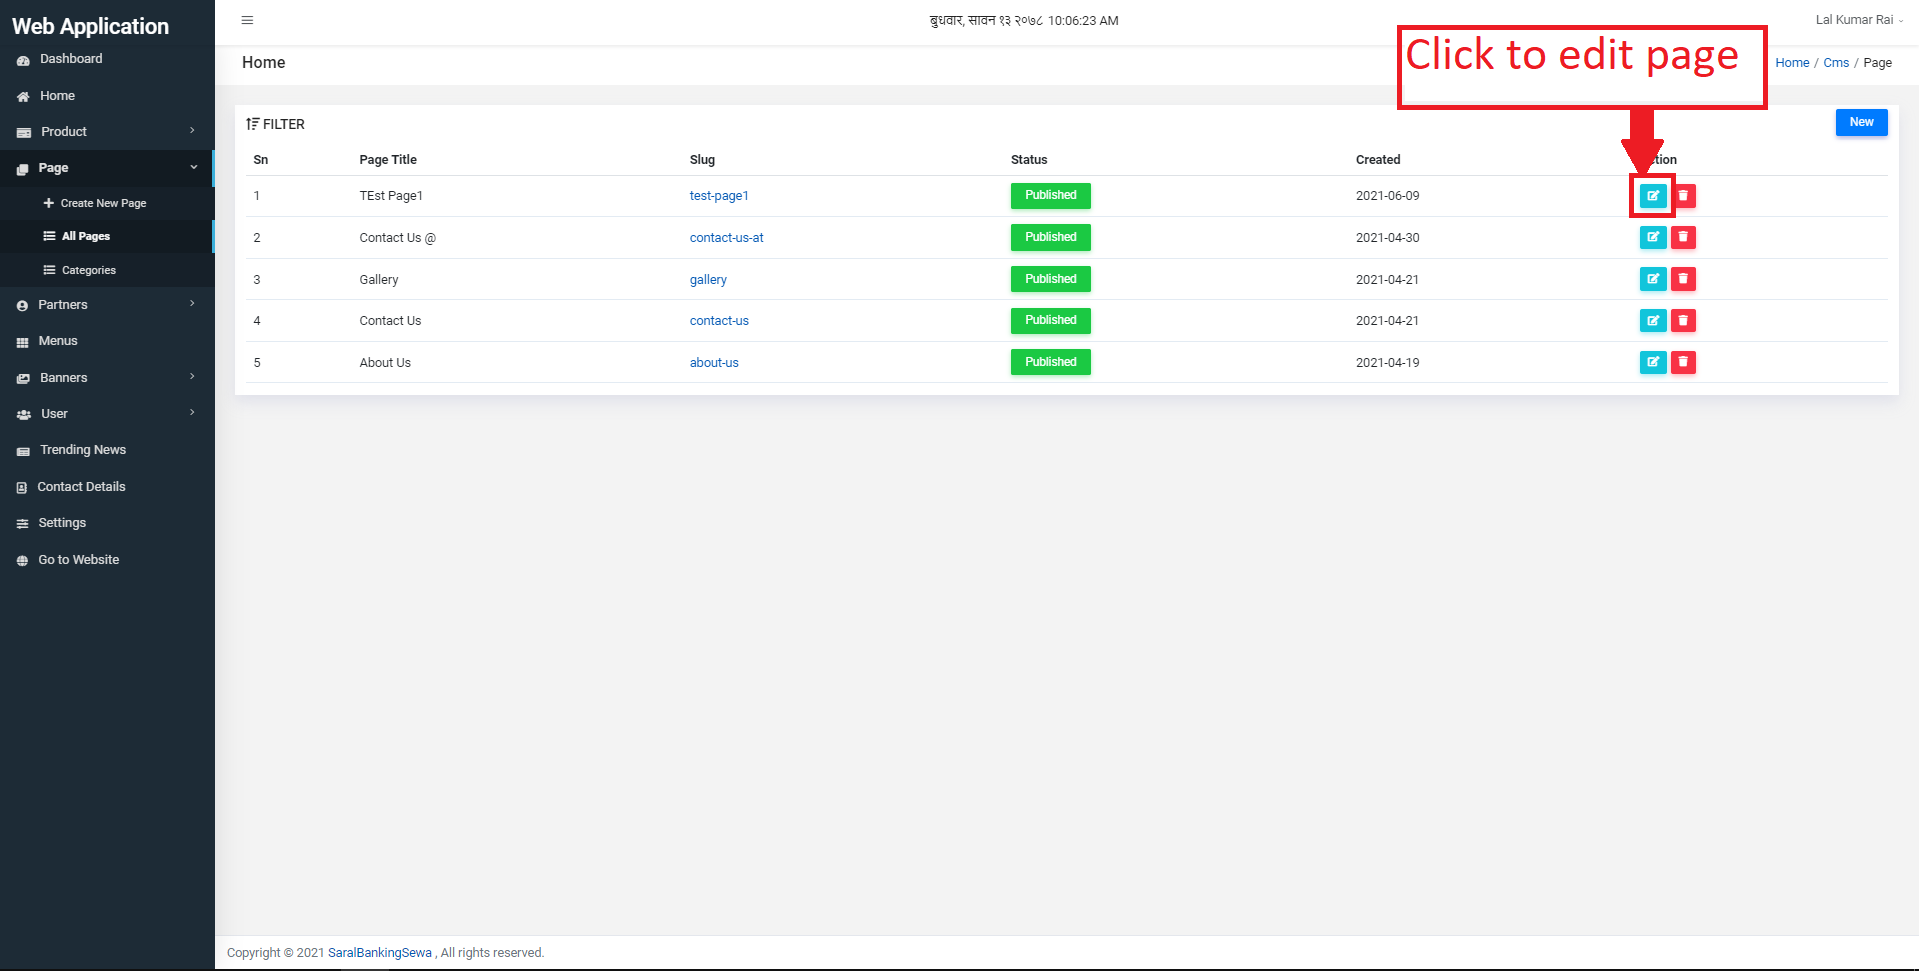 Web Application
Dashboard
Home
Product
Page
Create New Page
All Pages
Categories
Partners
Menus
Banners
User
Trending News
Contact Details
Settings
Go to Website
बुधवार, सावन १३ २०७८ 10:06:23 AM
Lal Kumar Rai
Home
Click to edit page
Home / Cms / Page
FILTER
New
Sn Page Title Slug Status Created tion
1 TEst Page1 test-page1 Published 2021-06-09
2 Contact Us @ contact-us-at Published 2021-04-30
3 Gallery gallery Published 2021-04-21
4 Contact Us contact-us Published 2021-04-21
5 About Us about-us Published 2021-04-19
Copyright © 2021 SaralBankingSewa , All rights reserved.